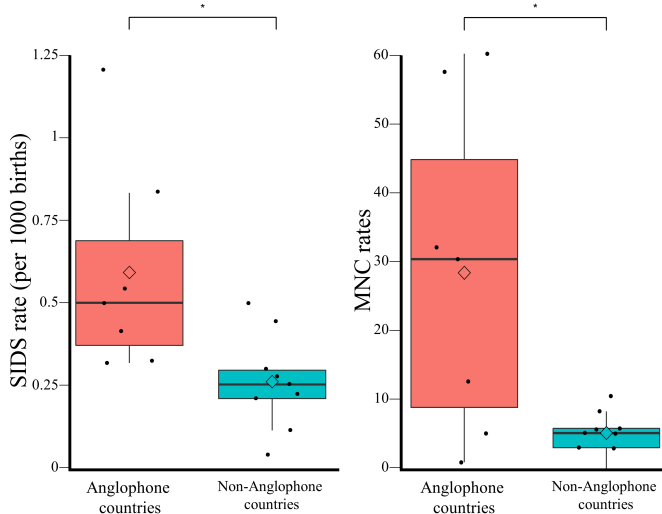 *
SIDS rate (per 1000 births)
1.25
1
0.75
0.5
0.25
0
Anglophone
countries
Non-Anglophone
countries
*
MNC rates
60
50
40
30
20
10
0
Anglophone
countries
Non-Anglophone
countries